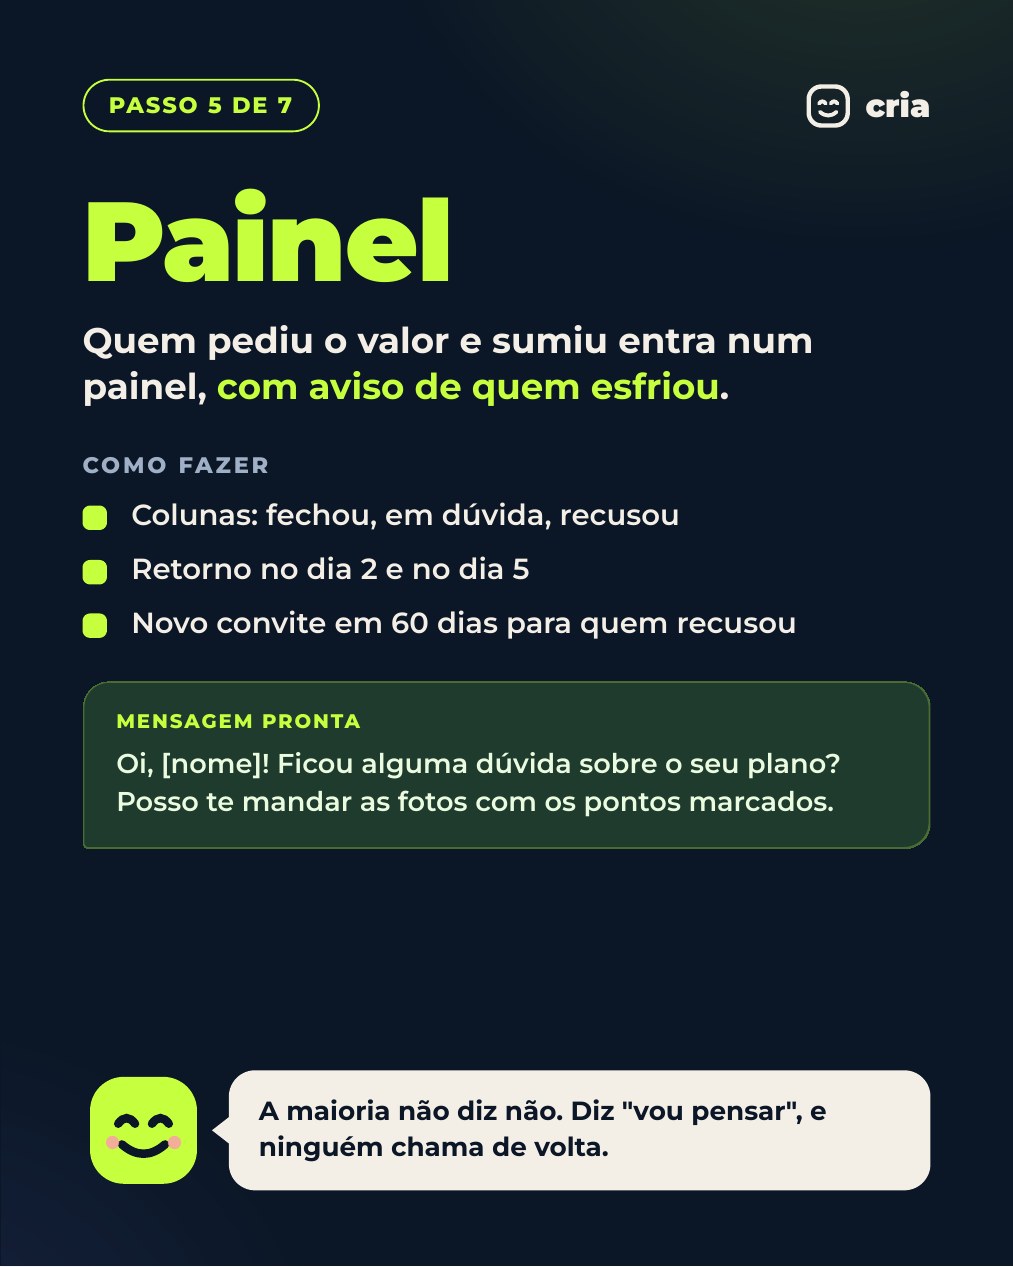 PASSO 5 DE 7
cria
Painel
Quem pediu o valor e sumiu entra num
painel, com aviso de quem esfriou.
COMO FAZER
Colunas: fechou, em dúvida, recusou
Retorno no dia 2 e no dia 5
Novo convite em 60 dias para quem recusou
MENSAGEM PRONTA
Oi, [nome]! Ficou alguma dúvida sobre o seu plano?
Posso te mandar as fotos com os pontos marcados.
A maioria não diz não. Diz "vou pensar", e
ninguém chama de volta.